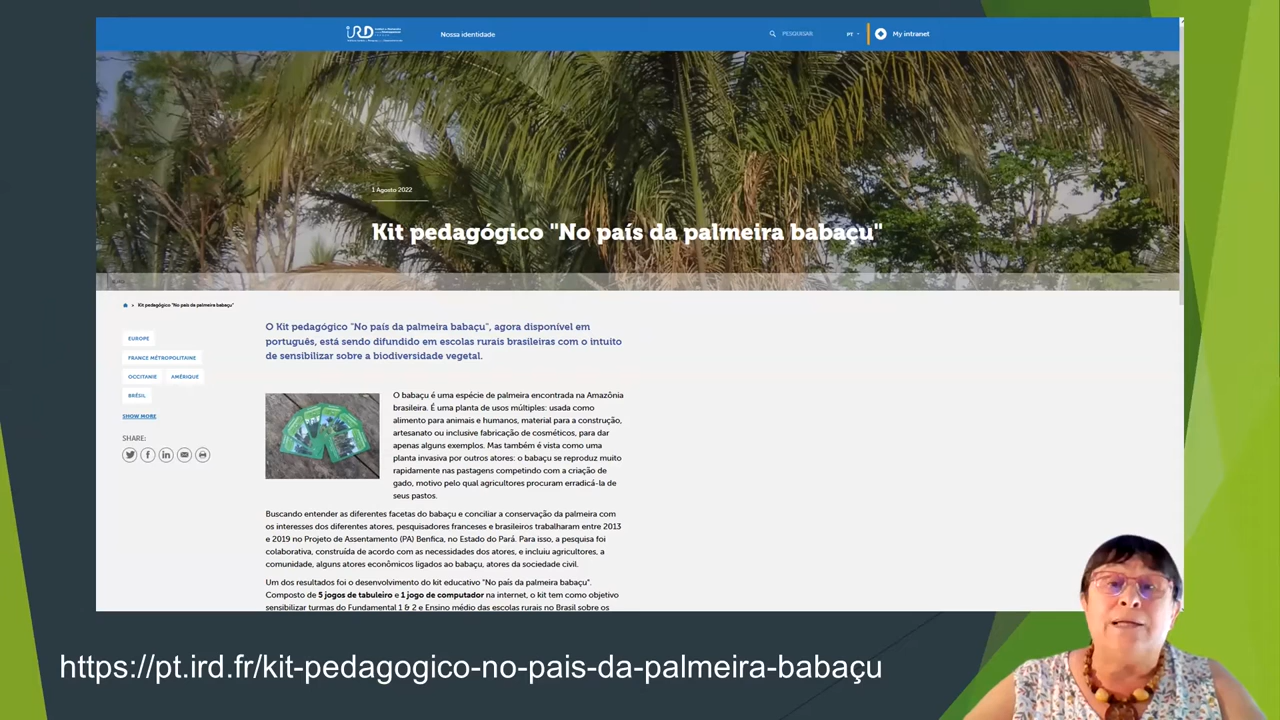 iRD
Nossa identidade
PESQUISAR
PT
My intranet
1 Agosto 2022
Kit pedagógico "No país da palmeira babaçu"
Kit pedagógico "No país da palmeira babaçu"
EUROPE
FRANCE MÉTROPOLITAINE
OCCITANIE
AMÉRIQUE
BRÉSIL
SHOW MORE
SHARE:
O Kit pedagógico "No país da palmeira babaçu", agora disponível em
português, está sendo difundido em escolas rurais brasileiras com o intuito
de sensibilizar sobre a biodiversidade vegetal.
O babaçu é uma espécie de palmeira encontrada na Amazônia
brasileira. É uma planta de usos múltiples: usada como
alimento para animais e humanos, material para a construção,
artesanato ou inclusive fabricação de cosméticos, para dar
apenas alguns exemplos. Mas também é vista como uma
planta invasiva por outros atores: o babaçu se reproduz muito
rapidamente nas pastagens competindo com a criação de
gado, motivo pelo qual agricultores procuram erradicá-la de
seus pastos.
Buscando entender as diferentes facetas do babaçu e conciliar a conservação da palmeira com
os interesses dos diferentes atores, pesquisadores franceses e brasileiros trabalharam entre 2013
e 2019 no Projeto de Assentamento (PA) Benfica, no Estado do Pará. Para isso, a pesquisa foi
colaborativa, construída de acordo com as necessidades dos atores, e incluiu agricultores, a
comunidade, alguns atores econômicos ligados ao babaçu, atores da sociedade civil.
Um dos resultados foi o desenvolvimento do kit educativo "No país da palmeira babaçu".
Composto de 5 jogos de tabuleiro e 1 jogo de computador na internet, o kit tem como objetivo
sensibilizar turmas do Fundamental 1 & 2 e Ensino médio das escolas rurais no Brasil sobre os
https://pt.ird.fr/kit-pedagogico-no-pais-da-palmeira-babaçu